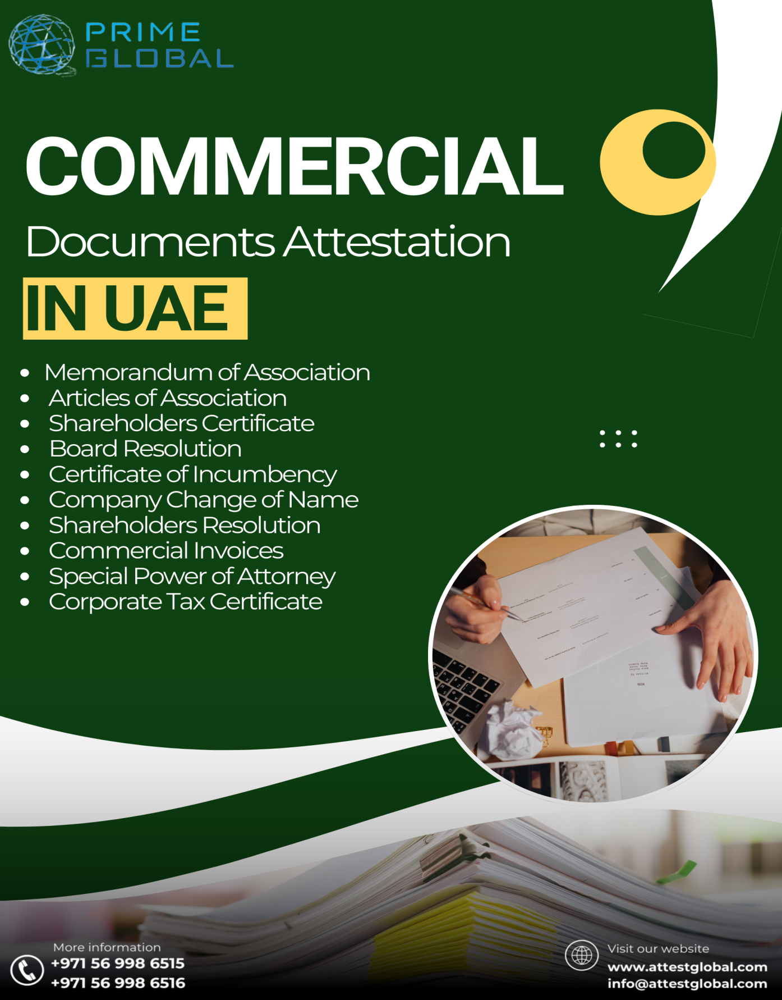 PRIME
GLOBAL
COMMERCIAL
Documents Attestation
IN UAE
• Memorandum of Association
• Articles of Association
• Shareholders Certificate
• Board Resolution
• Certificate of Incumbency
• Company Change of Name
• Shareholders Resolution
• Commercial Invoices
• Special Power of Attorney
• Corporate Tax Certificate
More information
+971 56 998 6515
+971 56 998 6516
Visit our website
www.attestglobal.com
info@attestglobal.com